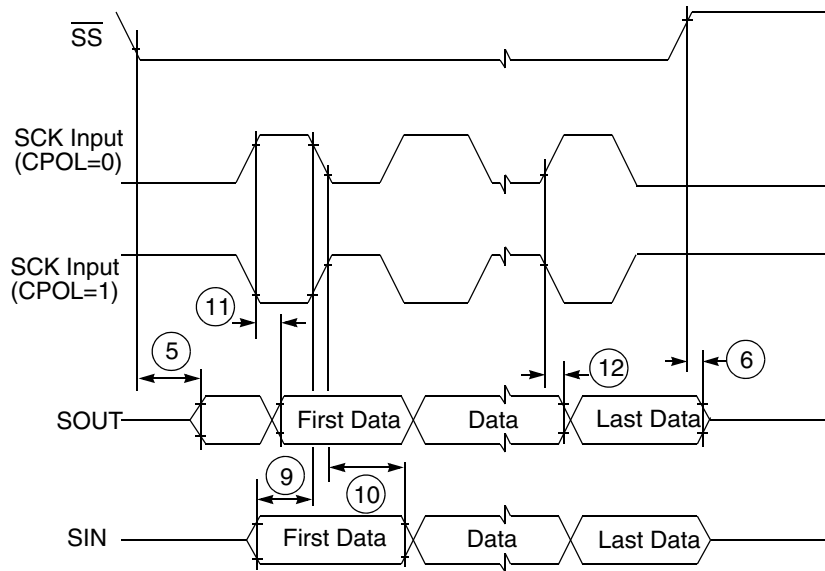 SS
SCK Input
(CPOL=0)
SCK Input
(CPOL=1)
11
5
12
6
SOUT
First Data
Data
Last Data
9
10
SIN
First Data
Data
Last Data